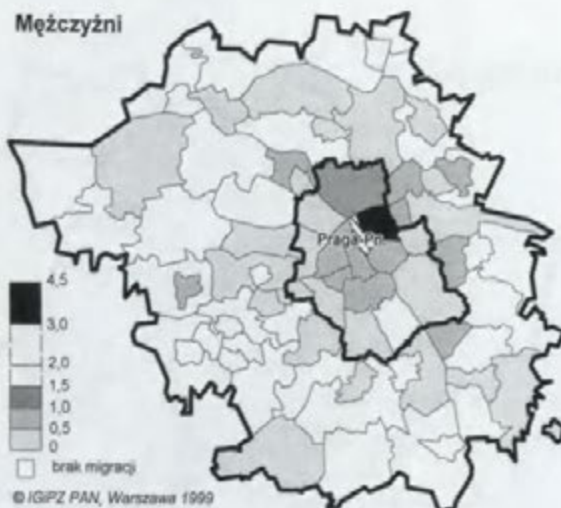 Mężczyźni
Praga-Pn.
4,5
3,0
2,0
1,5
1,0
0,5
0
brak migracji
© IGiPZ PAN, Warszawa 1999